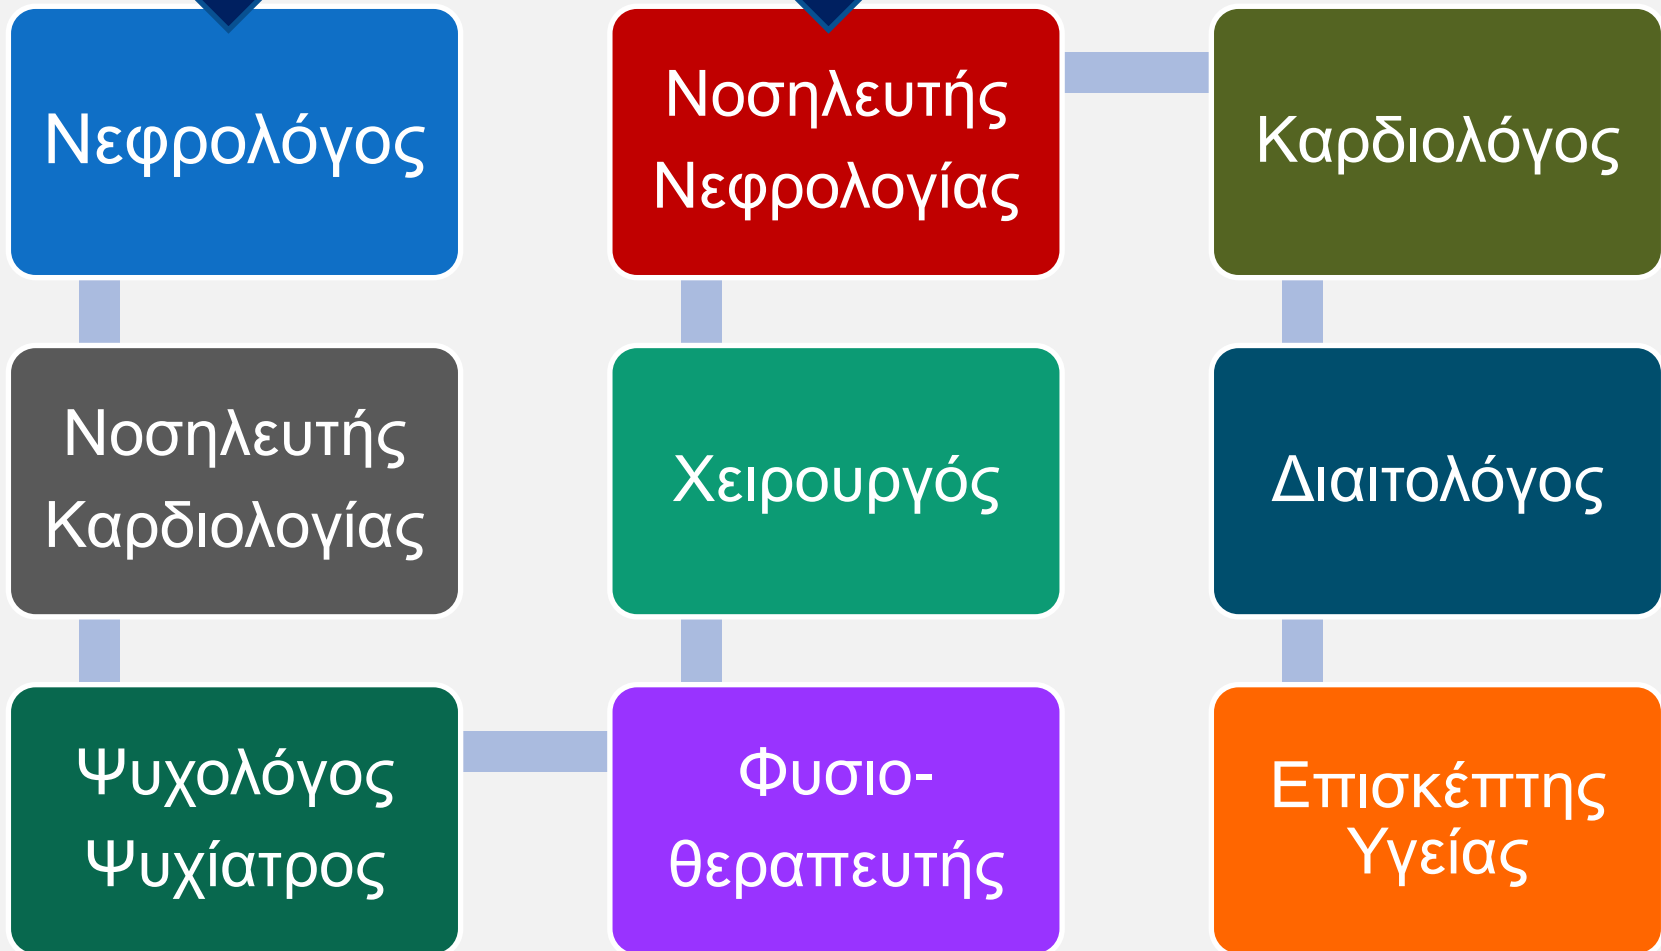 Νεφρολόγος
Νοσηλευτής
Νεφρολογίας
Καρδιολόγος
Νοσηλευτής
Καρδιολογίας
Χειρουργός
Διαιτολόγος
Ψυχολόγος
Ψυχίατρος
Φυσιο-
θεραπευτής
Επισκέπτης
Υγείας